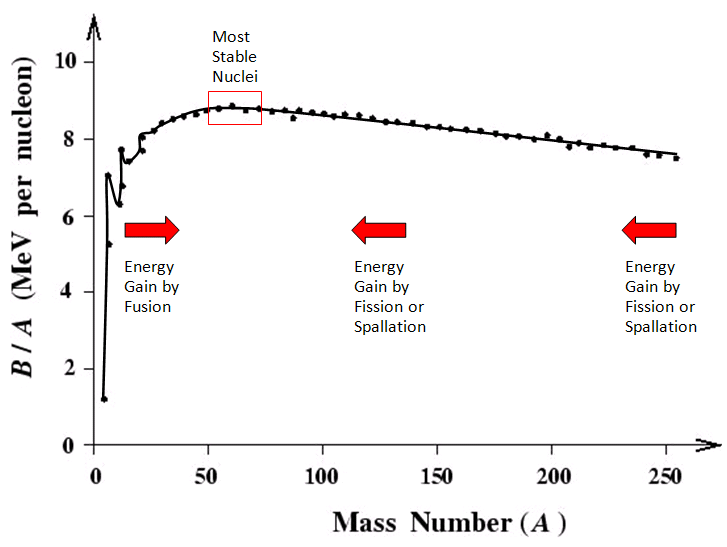 Most
Stable
Nuclei
10
8
6
4
2
0
B / A (MeV per nucleon)
Energy
Gain by
Fusion
Energy
Gain by
Fission or
Spallation
Energy
Gain by
Fission or
Spallation
0
50
100
150
200
250
Mass Number (A)